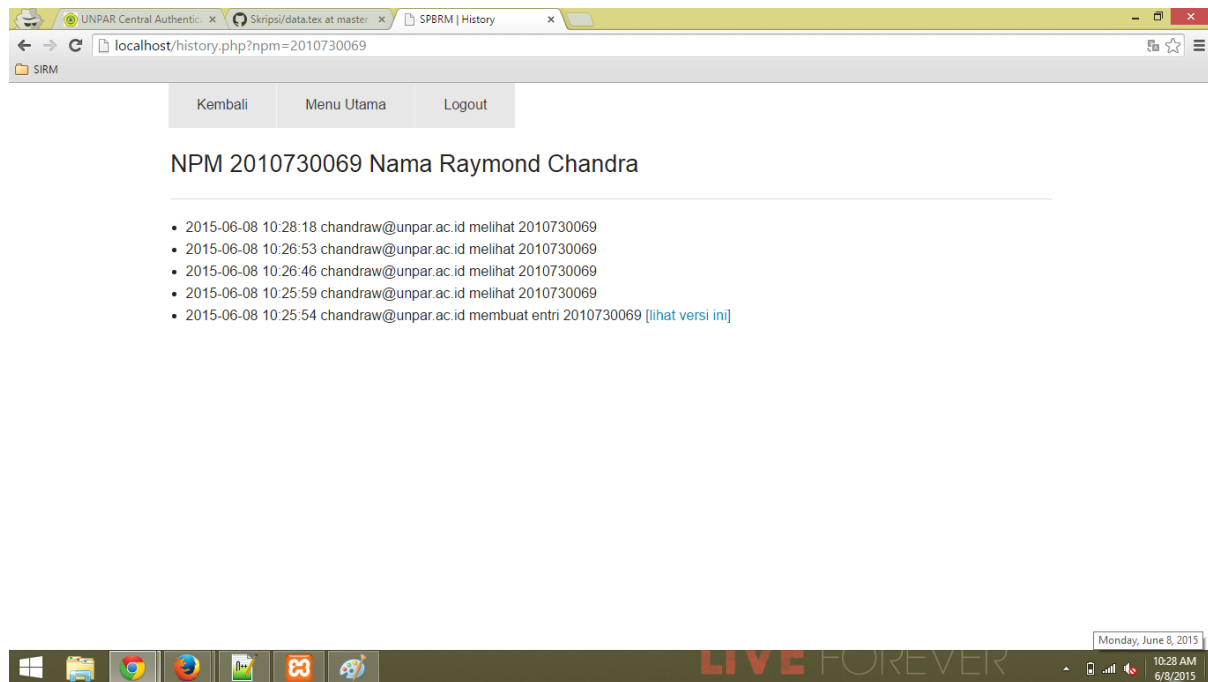 UNPAR Central Authentic
Skripsi/data.tex at master
SPBRM | History
localhost/history.php?npm=2010730069
SIRM
Kembali
Menu Utama
Logout
NPM 2010730069 Nama Raymond Chandra
2015-06-08 10:28:18 chandraw@unpar.ac.id melihat 2010730069
2015-06-08 10:26:53 chandraw@unpar.ac.id melihat 2010730069
2015-06-08 10:26:46 chandraw@unpar.ac.id melihat 2010730069
2015-06-08 10:25:59 chandraw@unpar.ac.id melihat 2010730069
2015-06-08 10:25:54 chandraw@unpar.ac.id membuat entri 2010730069 [lihat versi ini]
Monday, June 8, 2015
LIVE FOREVER
10:28 AM
6/8/2015